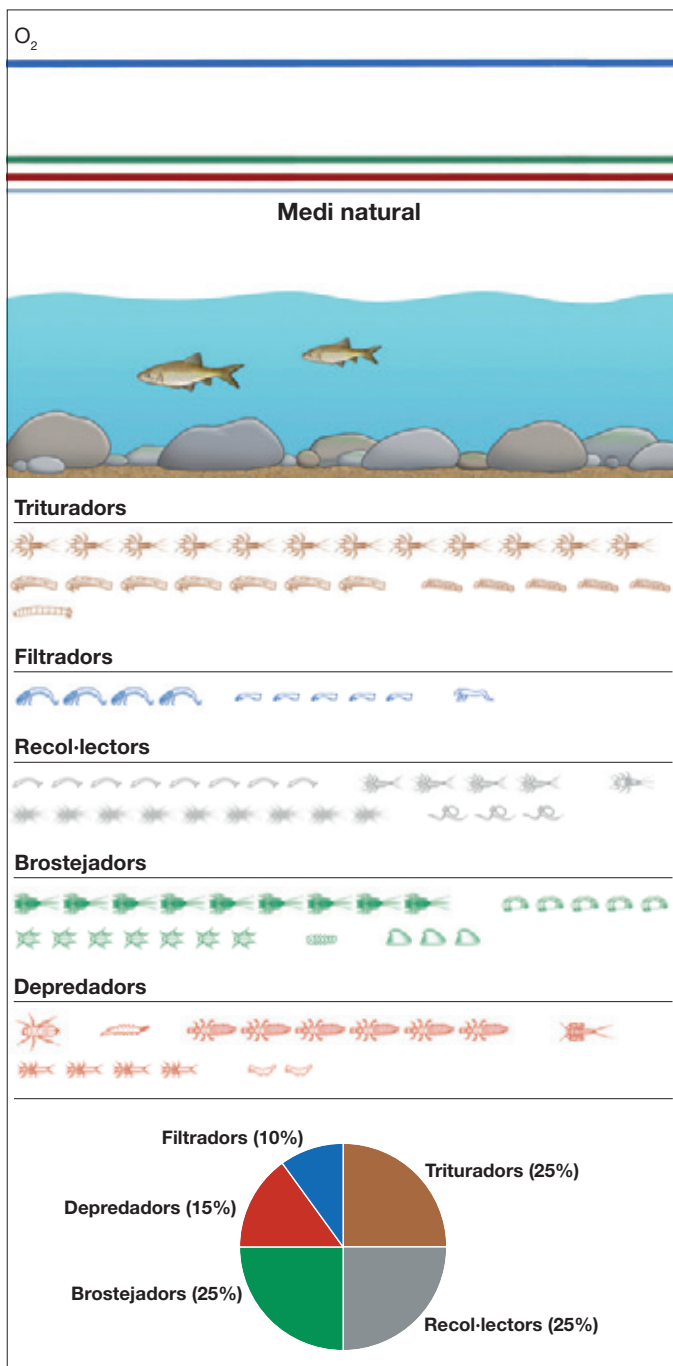 O₂
Medi natural
Trituradors
Filtradors
Recol·lectors
Brostejadors
Depredadors
Filtradors (10%)
Trituradors (25%)
Depredadors (15%)
Brostejadors (25%)
Recol·lectors (25%)